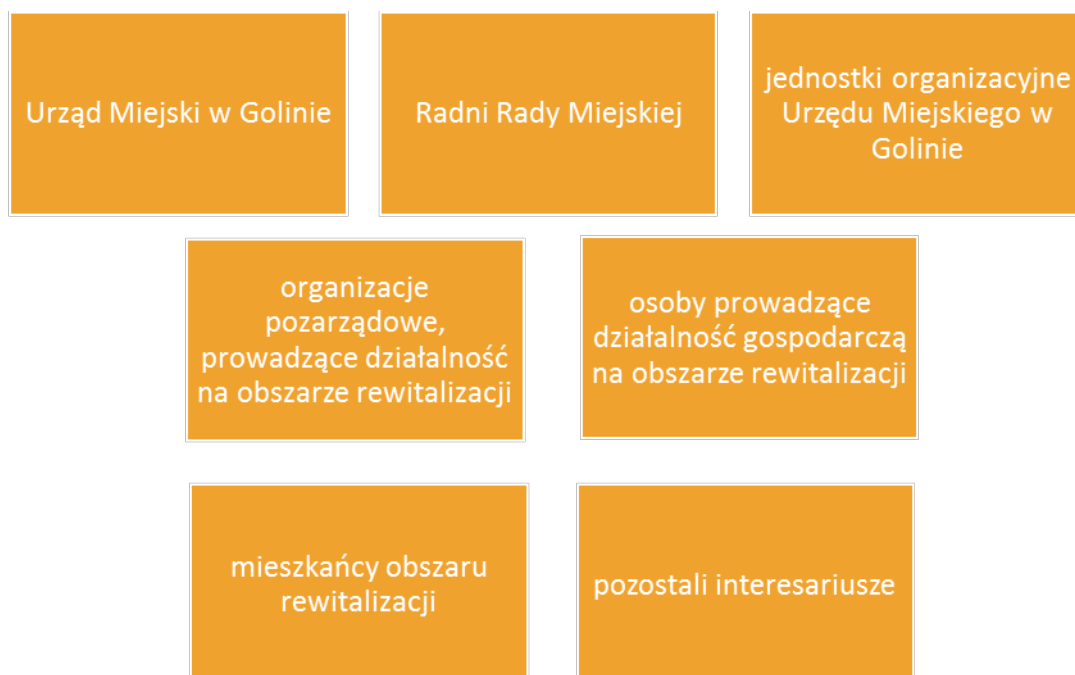 Urząd Miejski w Golinie
Radni Rady Miejskiej
jednostki organizacyjne
Urzędu Miejskiego w
Golinie
organizacje
pozarządowe,
prowadzące działalność
na obszarze rewitalizacji
osoby prowadzące
działalność gospodarczą
na obszarze rewitalizacji
mieszkańcy obszaru
rewitalizacji
pozostali interesariusze